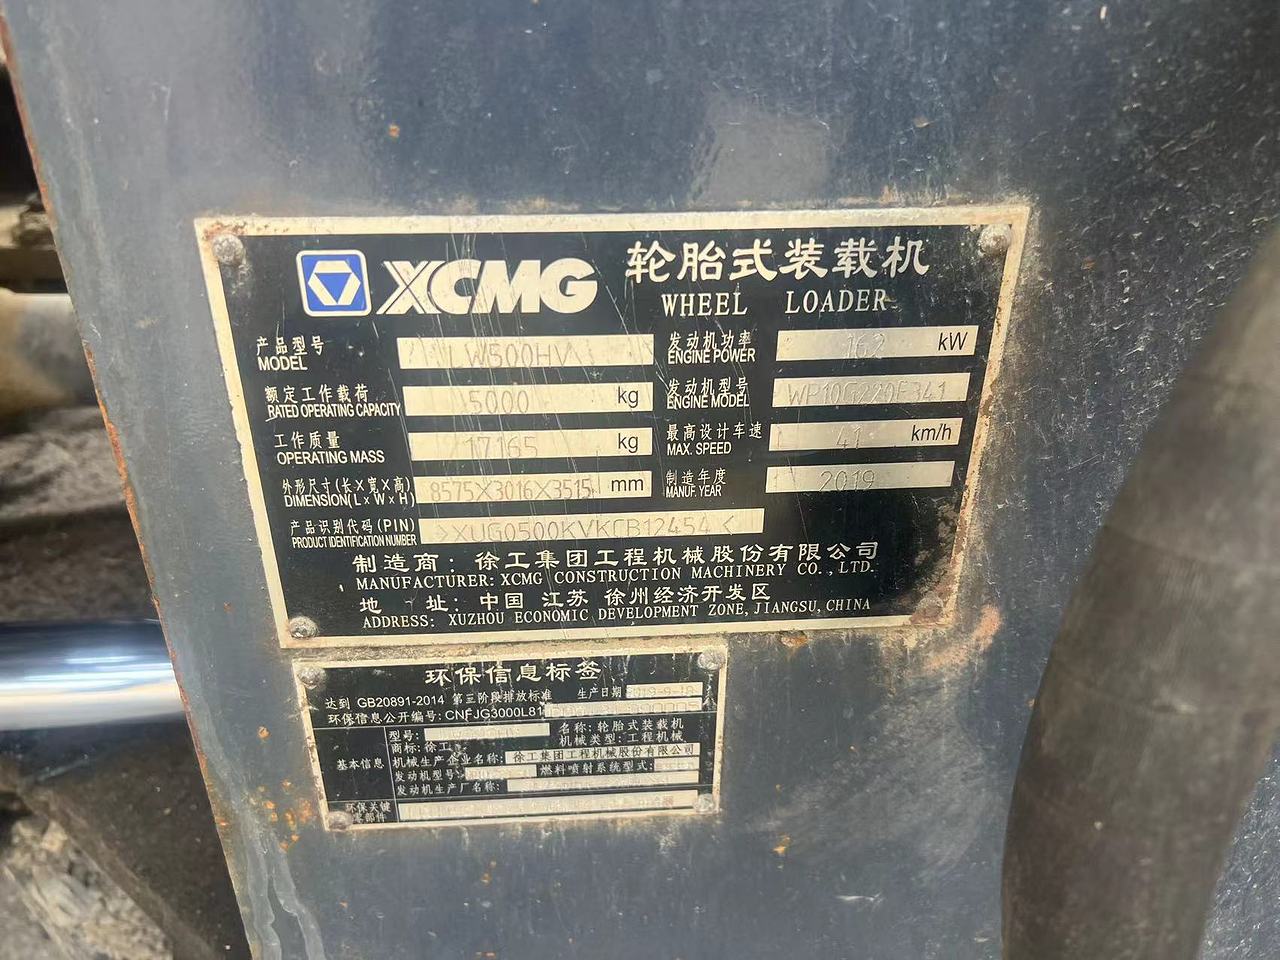 XCMG 轮胎式装载机
WHEEL LOADER
产品型号 MODEL LW500HV
发动机功率 ENGINE POWER 162 kW
额定工作载荷 RATED OPERATING CAPACITY 5000 kg
发动机型号 ENGINE MODEL WP10G220E341
工作质量 OPERATING MASS 17165 kg
最高设计车速 MAX. SPEED 41 km/h
外形尺寸(长×宽×高) DIMENSION(L×W×H) 8575×3016×3515 mm
制造年度 MANUF. YEAR 2019
产品识别代码(PIN) PRODUCT IDENTIFICATION NUMBER
制造商: 徐工集团工程机械股份有限公司
MANUFACTURER: XCMG CONSTRUCTION MACHINERY CO., LTD.
地 址: 中国 江苏 徐州经济开发区
ADDRESS: XUZHOU ECONOMIC DEVELOPMENT ZONE, JIANGSU, CHINA
环保信息标签
达到 GB20891-2014 第三阶段排放标准 生产日期
环保信息公开编号: CNFJG3000L81
型号: 名称: 轮胎式装载机
商标: 徐工 机械类型: 工程机械
基本信息 机械生产企业名称: 徐工集团工程机械股份有限公司
发动机型号: 燃料喷射系统型式:
发动机生产厂名称:
环保关键
零部件